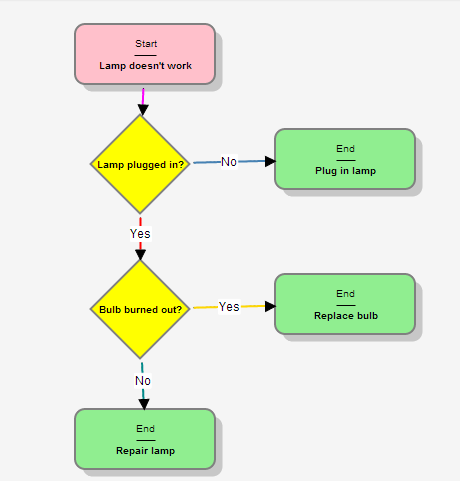 Start
Lamp doesn't work
Lamp plugged in?
No
End
Plug in lamp
Yes
Bulb burned out?
Yes
End
Replace bulb
No
End
Repair lamp